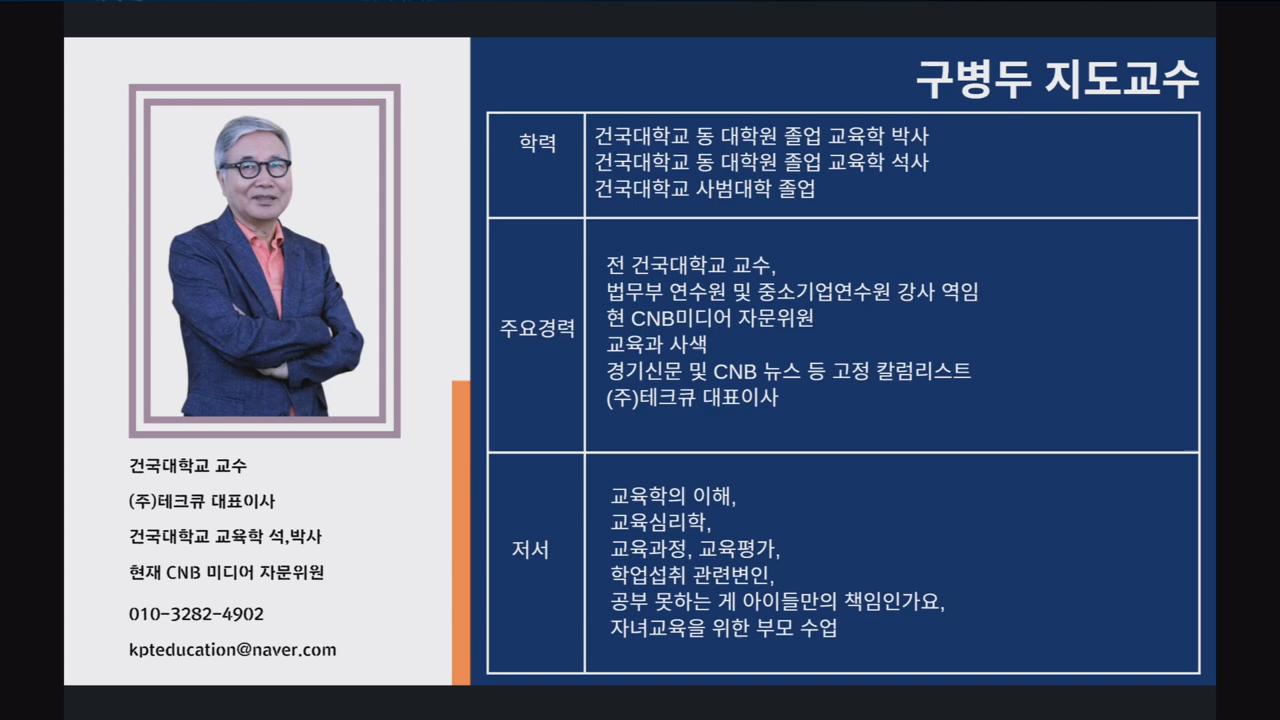 구병두 지도교수
학력
건국대학교 동 대학원 졸업 교육학 박사
건국대학교 동 대학원 졸업 교육학 석사
건국대학교 사범대학 졸업
주요경력
전 건국대학교 교수,
법무부 연수원 및 중소기업연수원 강사 역임
현 CNB미디어 자문위원
교육과 사색
경기신문 및 CNB 뉴스 등 고정 칼럼리스트
(주)테크큐 대표이사
저서
교육학의 이해,
교육심리학,
교육과정, 교육평가,
학업섭취 관련변인,
공부 못하는 게 아이들만의 책임인가요,
자녀교육을 위한 부모 수업
건국대학교 교수
(주)테크큐 대표이사
건국대학교 교육학 석,박사
현재 CNB 미디어 자문위원
010-3282-4902
kpteducation@naver.com